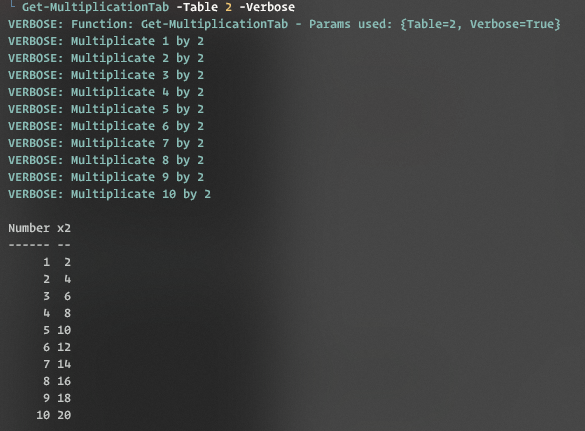 └ Get-MultiplicationTab -Table 2 -Verbose
VERBOSE: Function: Get-MultiplicationTab - Params used: {Table=2, Verbose=True}
VERBOSE: Multiplicate 1 by 2
VERBOSE: Multiplicate 2 by 2
VERBOSE: Multiplicate 3 by 2
VERBOSE: Multiplicate 4 by 2
VERBOSE: Multiplicate 5 by 2
VERBOSE: Multiplicate 6 by 2
VERBOSE: Multiplicate 7 by 2
VERBOSE: Multiplicate 8 by 2
VERBOSE: Multiplicate 9 by 2
VERBOSE: Multiplicate 10 by 2
Number x2
------ --
1 2
2 4
3 6
4 8
5 10
6 12
7 14
8 16
9 18
10 20